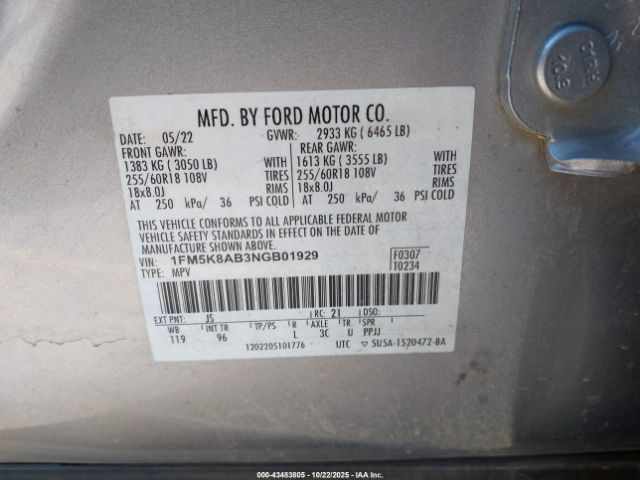 MFD. BY FORD MOTOR CO.
DATE: 05/22 GVWR: 2933 KG ( 6465 LB)
FRONT GAWR: REAR GAWR:
1383 KG ( 3050 LB) WITH 1613 KG ( 3555 LB) WITH
255/60R18 108V TIRES 255/60R18 108V TIRES
18x8.0J RIMS 18x8.0J RIMS
AT 250 kPa/ 36 PSI COLD AT 250 kPa/ 36 PSI COLD
THIS VEHICLE CONFORMS TO ALL APPLICABLE FEDERAL MOTOR
VEHICLE SAFETY STANDARDS IN EFFECT ON THE DATE OF
MANUFACTURE SHOWN ABOVE.
VIN: 1FM5K8AB3NGB01929 F0307
TYPE: MPV T0234
EXT PNT: JS RC: 21 DSO:
WB INT TR TP/PS R AXLE TR SPR
119 96 L 3C U PPJJ
1202205101776 UTC SU5A-1520472-BA
000-43483805 - 10/22/2025 - IAA Inc.